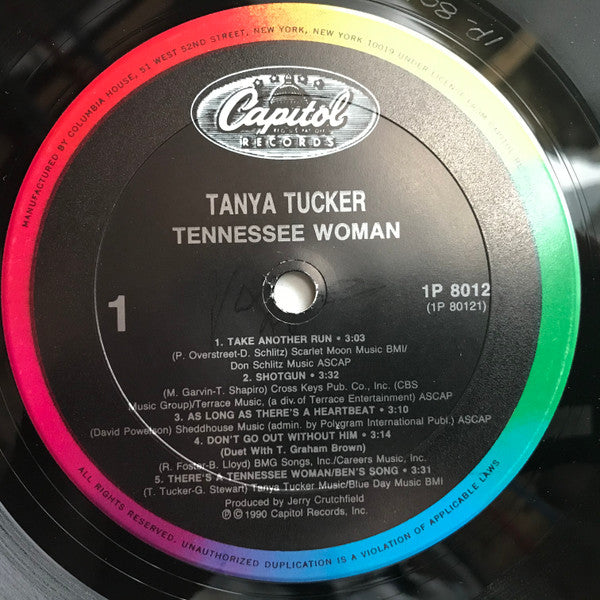 MANUFACTURED BY COLUMBIA HOUSE, 51 WEST 52ND STREET, NEW YORK, NEW YORK 10019 UNDER LICENSE FROM CAPITOL
1P-80
Capitol
RECORDS
TANYA TUCKER
TENNESSEE WOMAN
1
1P 8012
(1P 80121)
1. TAKE ANOTHER RUN • 3:03
(P. Overstreet-D. Schlitz) Scarlet Moon Music BMI/
Don Schlitz Music ASCAP
2. SHOTGUN • 3:32
(M. Garvin-T. Shapiro) Cross Keys Pub. Co., Inc. (CBS
Music Group)/Terrace Music, (a div. of Terrace Entertainment) ASCAP
3. AS LONG AS THERE'S A HEARTBEAT • 3:10
(David Powelson) Sheddhouse Music (admin. by Polygram International Publ.) ASCAP
4. DON'T GO OUT WITHOUT HIM • 3:14
(Duet With T. Graham Brown)
(R. Foster-B. Lloyd) BMG Songs, Inc./Careers Music, Inc.
5. THERE'S A TENNESSEE WOMAN/BEN'S SONG • 3:31
(T. Tucker-G. Stewart) Tanya Tucker Music/Blue Day Music BMI
Produced by Jerry Crutchfield
℗ © 1990 Capitol Records, Inc.
ALL RIGHTS RESERVED. UNAUTHORIZED DUPLICATION IS A VIOLATION OF APPLICABLE LAWS